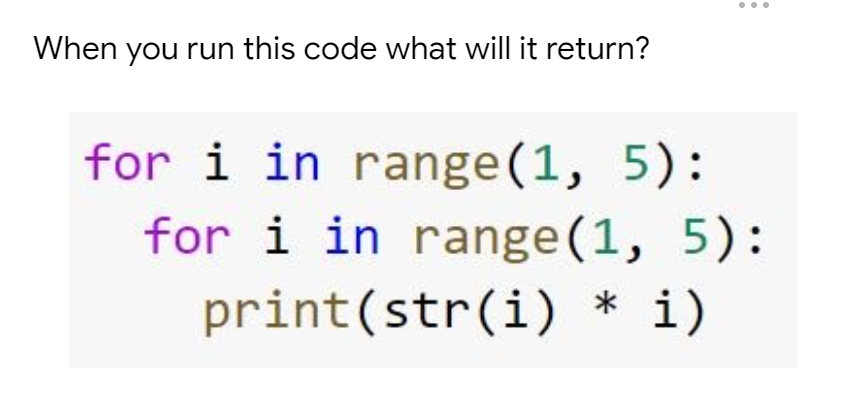 When you run this code what will it return?
for i in range(1, 5):
for i in range(1, 5):
print(str(i) * i)